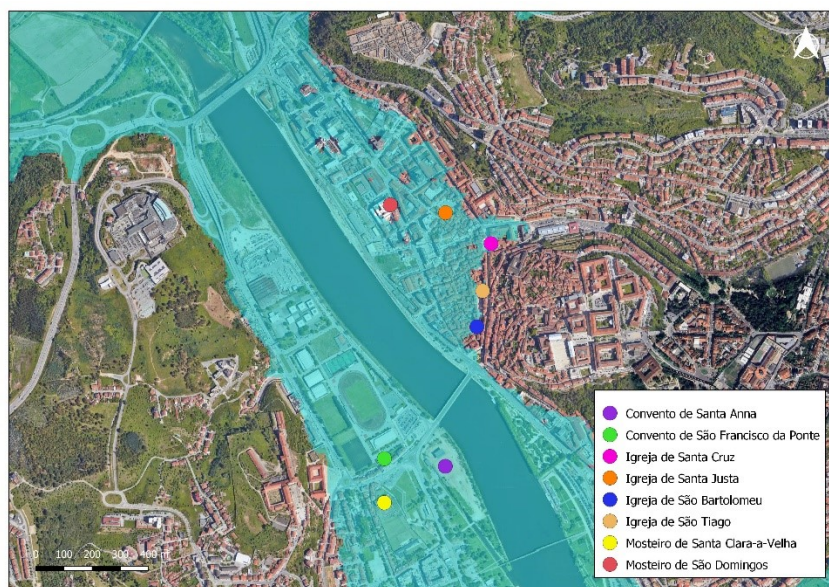 Convento de Santa Anna
Convento de São Francisco da Ponte
Igreja de Santa Cruz
Igreja de Santa Justa
Igreja de São Bartolomeu
Igreja de São Tiago
Mosteiro de Santa Clara-a-Velha
Mosteiro de São Domingos
0 100 200 300 400 m